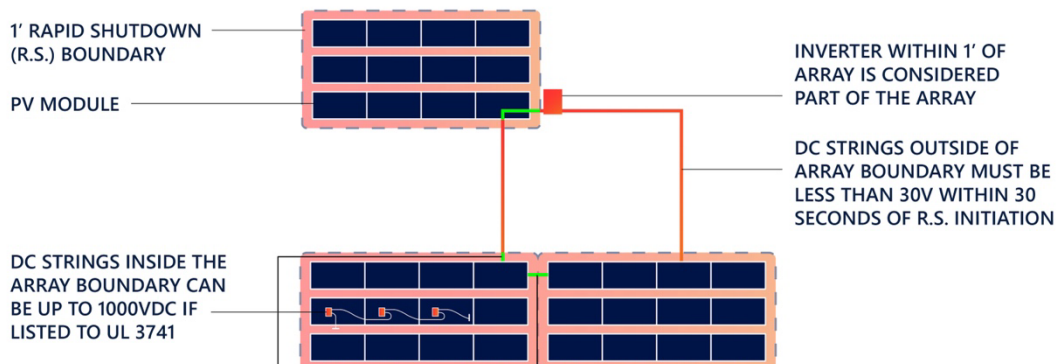 1’ RAPID SHUTDOWN
(R.S.) BOUNDARY
PV MODULE
INVERTER WITHIN 1’ OF
ARRAY IS CONSIDERED
PART OF THE ARRAY
DC STRINGS OUTSIDE OF
ARRAY BOUNDARY MUST BE
LESS THAN 30V WITHIN 30
SECONDS OF R.S. INITIATION
DC STRINGS INSIDE THE
ARRAY BOUNDARY CAN
BE UP TO 1000VDC IF
LISTED TO UL 3741